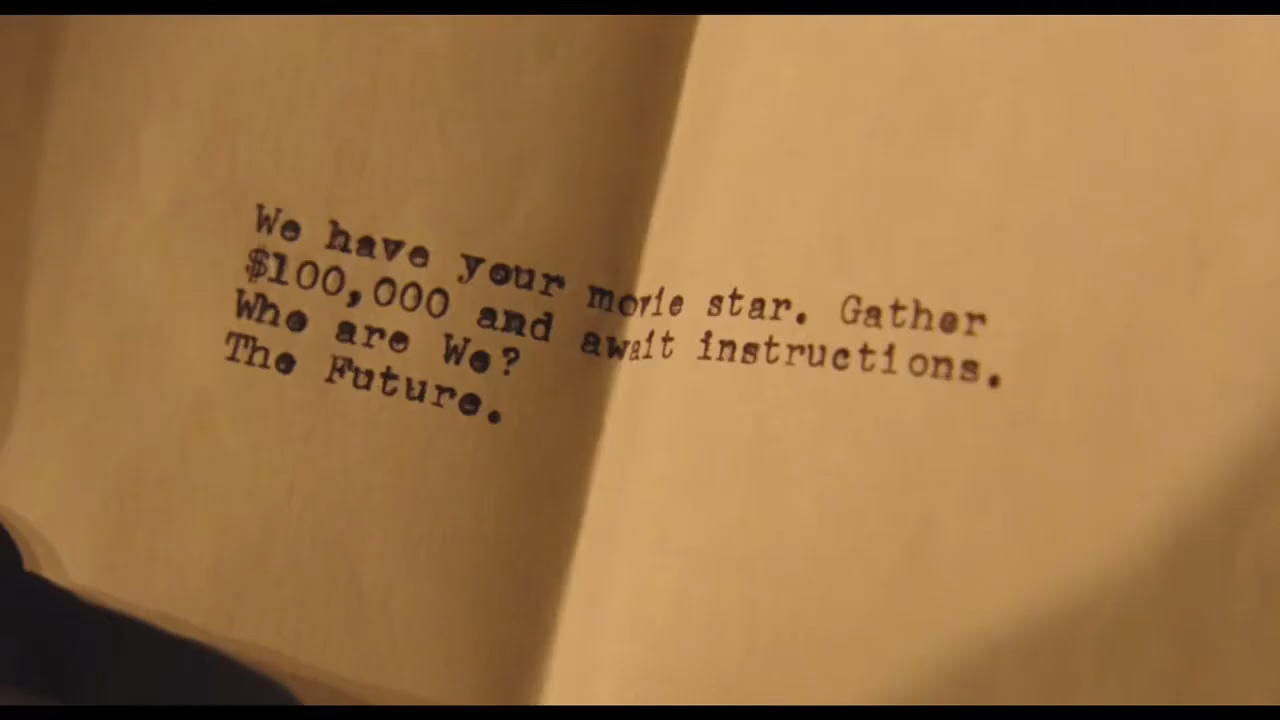 We have your movie star. Gather
$100,000 and await instructions.
Who are We?
The Future.